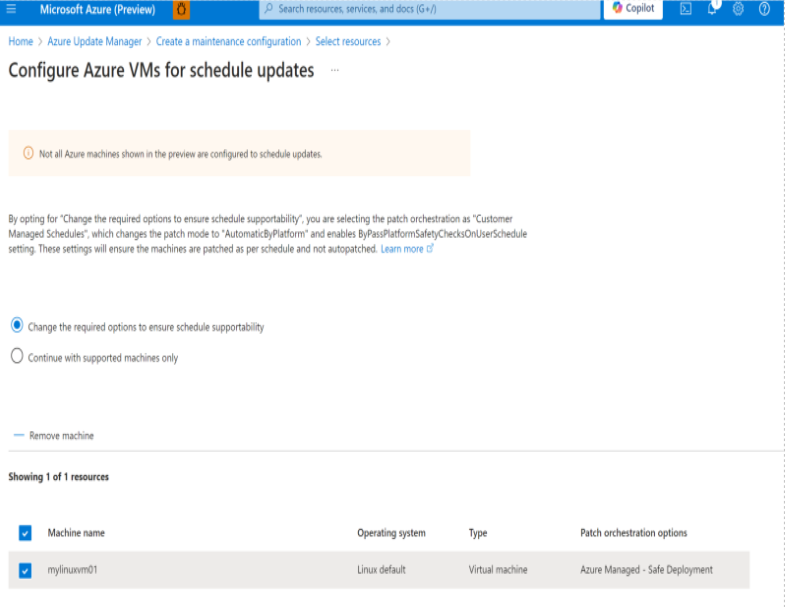 Microsoft Azure (Preview)
Search resources, services, and docs (G+/)
Copilot
1
Home > Azure Update Manager > Create a maintenance configuration > Select resources >
Configure Azure VMs for schedule updates ...
Not all Azure machines shown in the preview are configured to schedule updates.
By opting for "Change the required options to ensure schedule supportability", you are selecting the patch orchestration as "Customer
Managed Schedules", which changes the patch mode to "AutomaticByPlatform" and enables ByPassPlatformSafetyChecksOnUserSchedule
setting. These settings will ensure the machines are patched as per schedule and not autopatched. Learn more
Change the required options to ensure schedule supportability
Continue with supported machines only
Remove machine
Showing 1 of 1 resources
Machine name Operating system Type Patch orchestration options
mylinuxvm01 Linux default Virtual machine Azure Managed - Safe Deployment